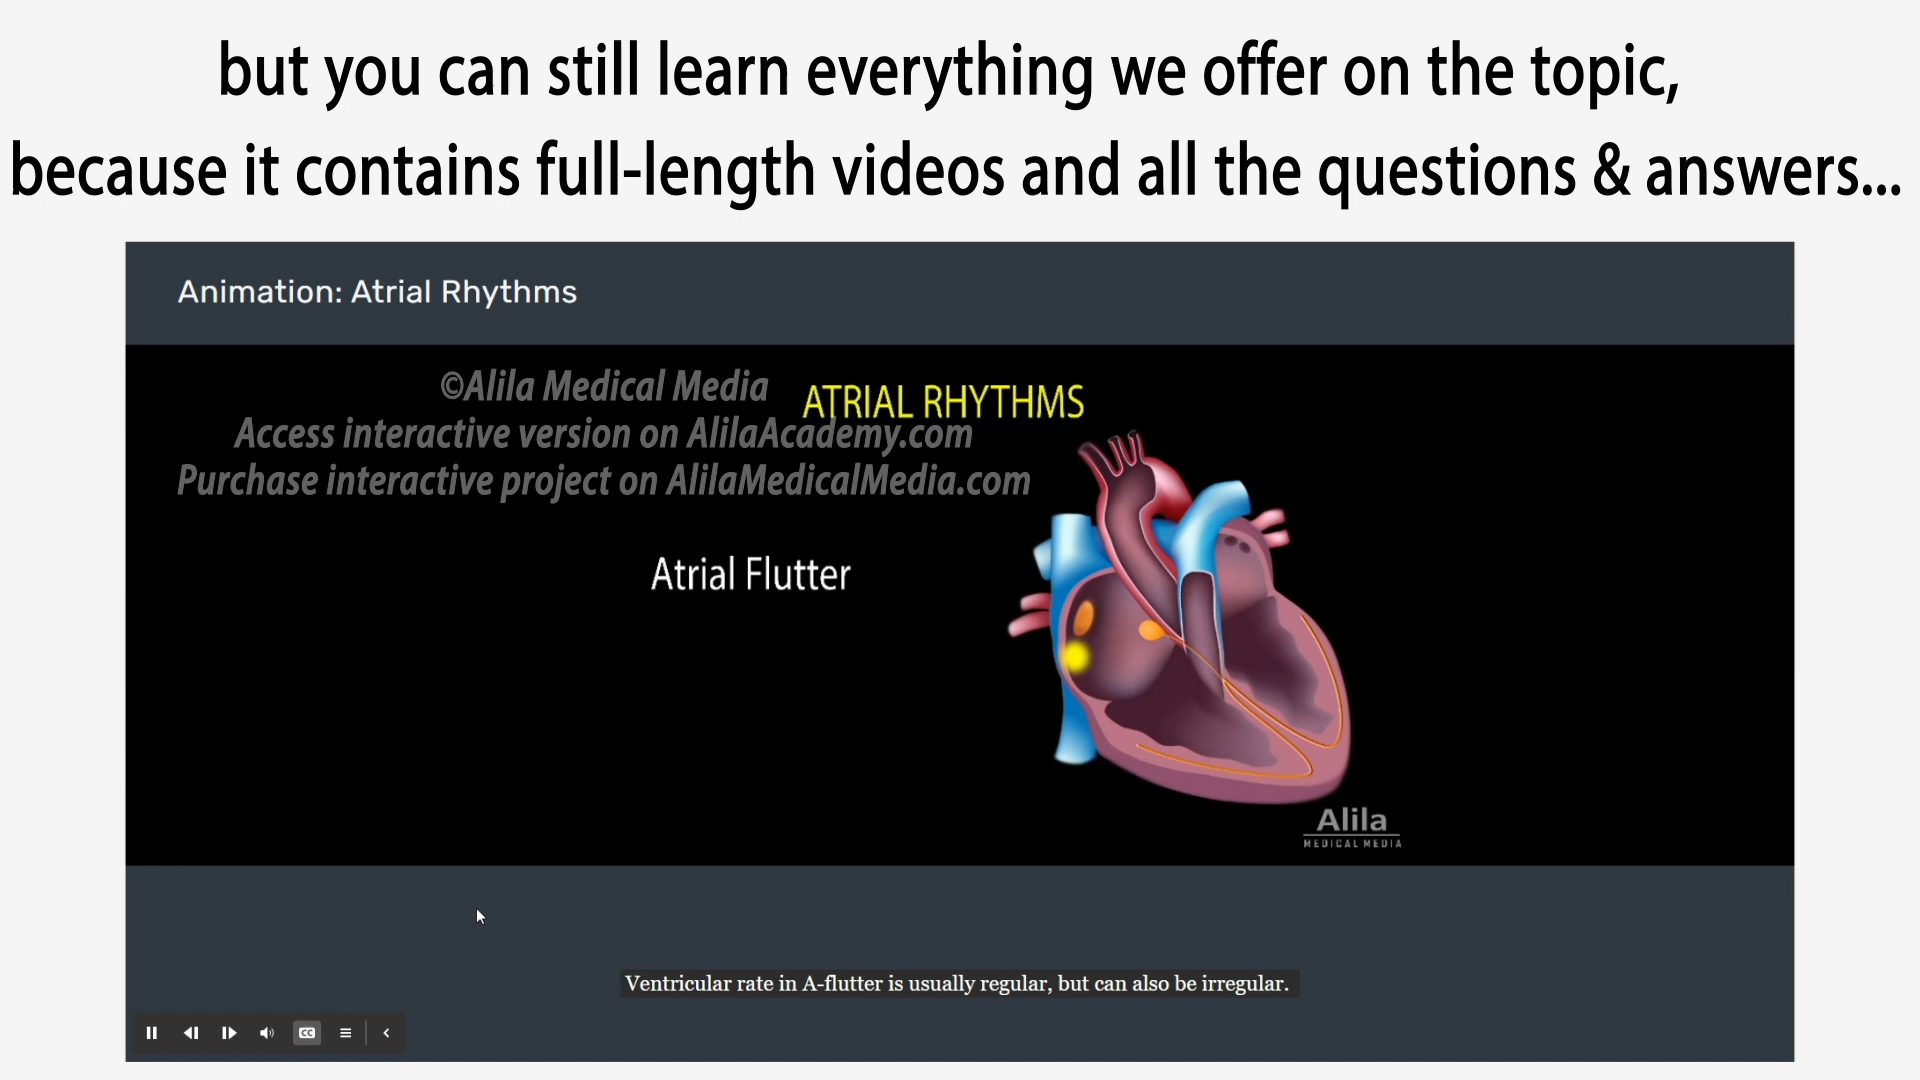 but you can still learn everything we offer on the topic,
because it contains full-length videos and all the questions & answers...
Animation: Atrial Rhythms
©Alila Medical Media
ATRIAL RHYTHMS
Access interactive version on AlilaAcademy.com
Purchase interactive project on AlilaMedicalMedia.com
Atrial Flutter
Alila
MEDICAL MEDIA
Ventricular rate in A-flutter is usually regular, but can also be irregular.
CC